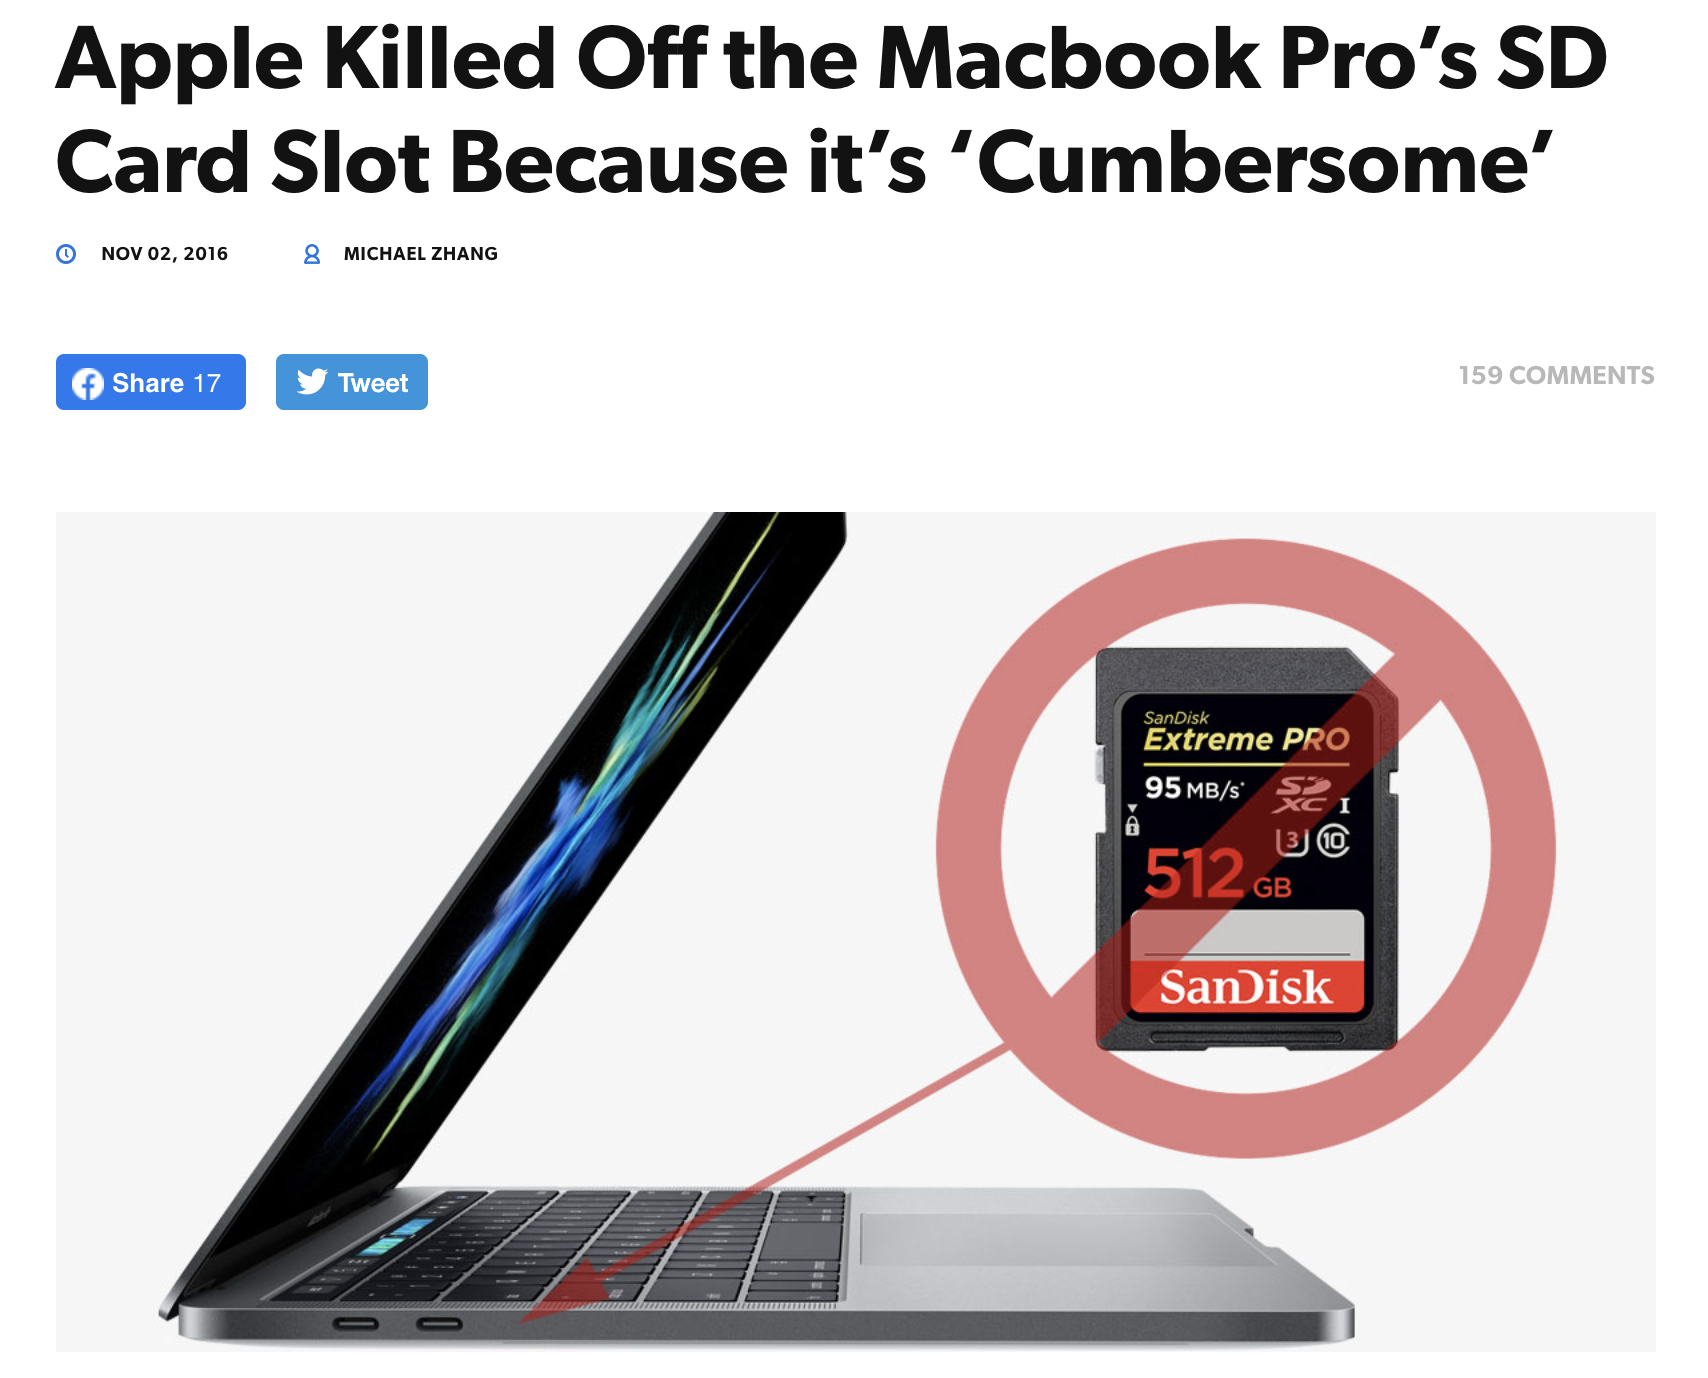 Apple Killed Off the Macbook Pro’s SD
Card Slot Because it’s ‘Cumbersome’
NOV 02, 2016 MICHAEL ZHANG
Share 17 Tweet
159 COMMENTS
SanDisk
Extreme PRO
95 MB/s*
SD
XC I
3 10
512 GB
SanDisk